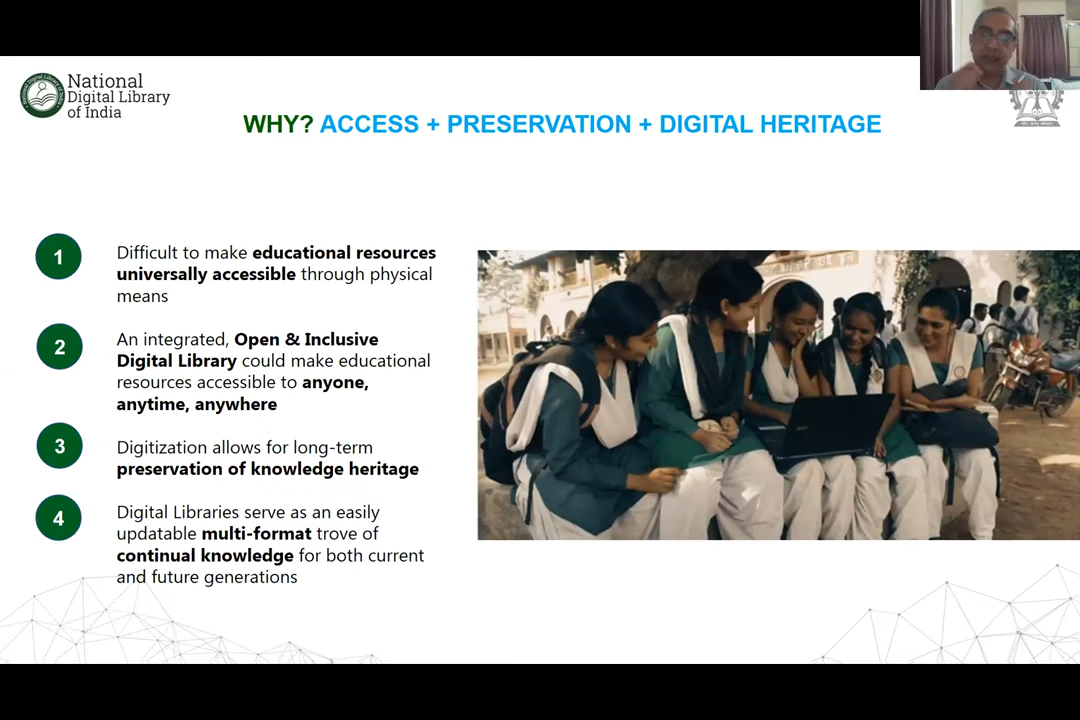 National
Digital Library
of India
WHY? ACCESS + PRESERVATION + DIGITAL HERITAGE
1
Difficult to make educational resources
universally accessible through physical
means
2
An integrated, Open & Inclusive
Digital Library could make educational
resources accessible to anyone,
anytime, anywhere
3
Digitization allows for long-term
preservation of knowledge heritage
4
Digital Libraries serve as an easily
updatable multi-format trove of
continual knowledge for both current
and future generations